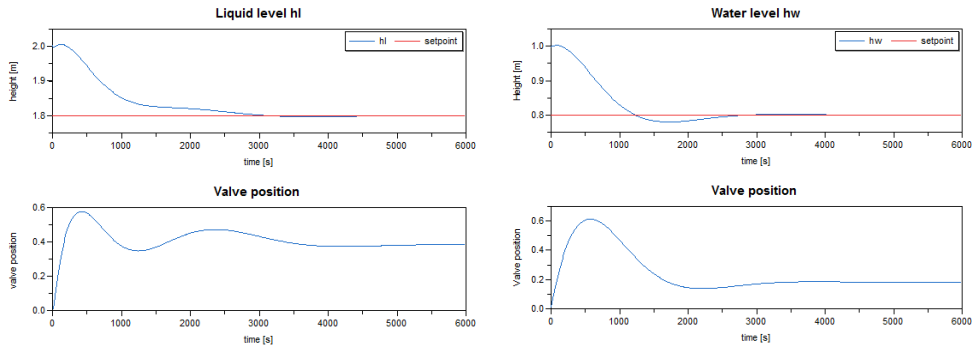 Liquid level hl
hl
setpoint
height [m]
2.0
1.9
1.8
0 1000 2000 3000 4000 5000 6000
time [s]
Water level hw
hw
setpoint
Height [m]
1.0
0.9
0.8
0 1000 2000 3000 4000 5000 6000
time [s]
Valve position
valve position
0.6
0.4
0.2
0.0
0 1000 2000 3000 4000 5000 6000
time [s]
Valve position
Valve position
0.6
0.4
0.2
0.0
0 1000 2000 3000 4000 5000 6000
time [s]